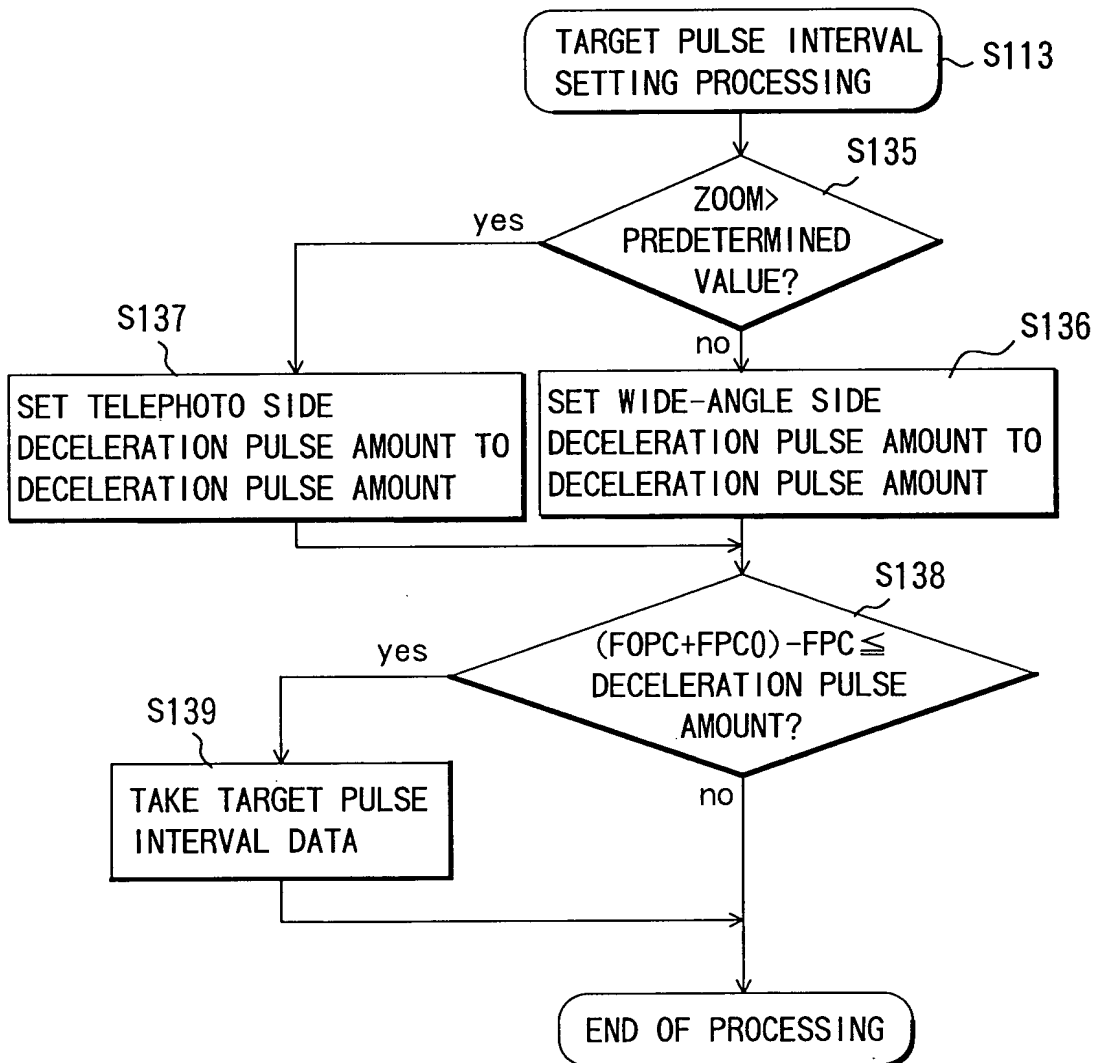 TARGET PULSE INTERVAL
SETTING PROCESSING
S113
S135
ZOOM>
PREDETERMINED
VALUE?
yes
no
S137
SET TELEPHOTO SIDE
DECELERATION PULSE AMOUNT TO
DECELERATION PULSE AMOUNT
S136
SET WIDE-ANGLE SIDE
DECELERATION PULSE AMOUNT TO
DECELERATION PULSE AMOUNT
S138
(FOPC+FPC0)-FPC≦
DECELERATION PULSE
AMOUNT?
yes
no
S139
TAKE TARGET PULSE
INTERVAL DATA
END OF PROCESSING